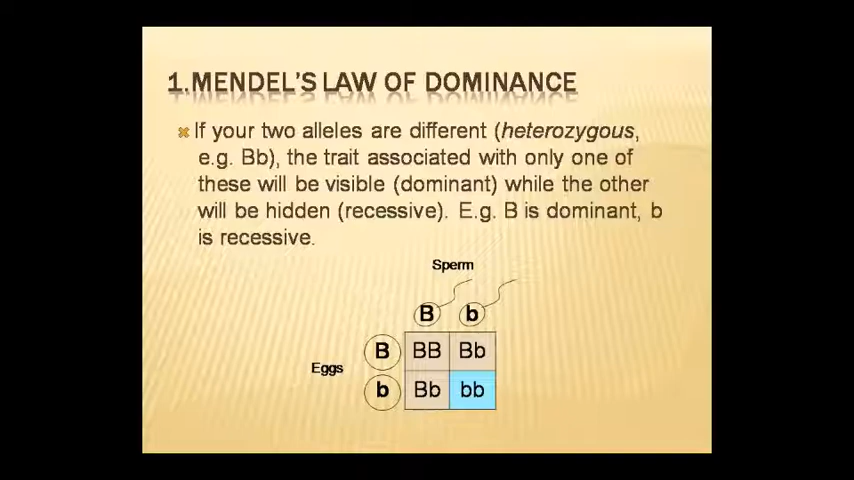 1.MENDEL'S LAW OF DOMINANCE
If your two alleles are different (heterozygous,
e.g. Bb), the trait associated with only one of
these will be visible (dominant) while the other
will be hidden (recessive). E.g. B is dominant, b
is recessive.
Sperm
B b
B BB Bb
Eggs
b Bb bb